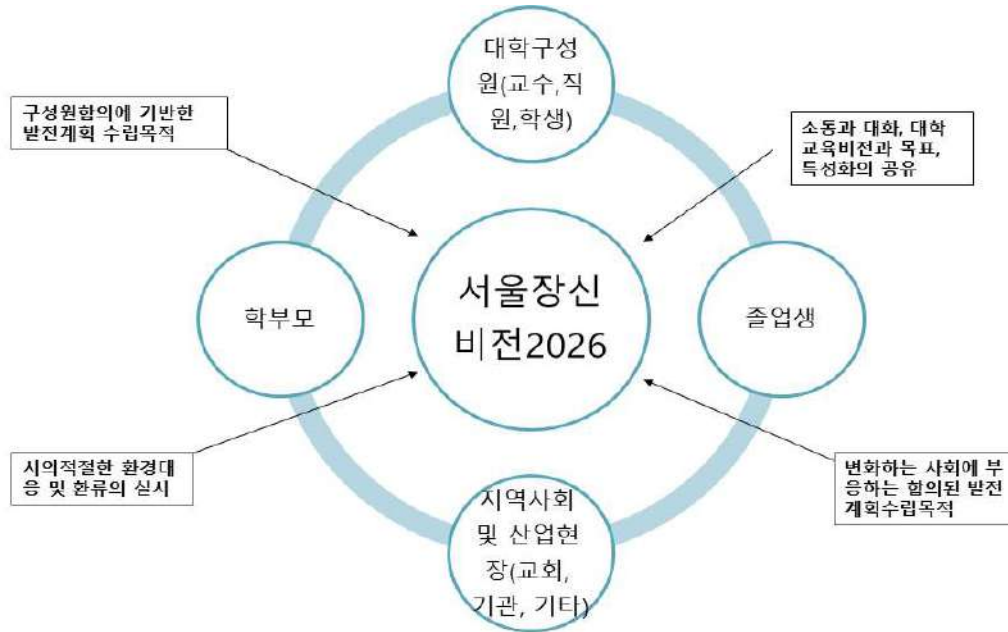 대학구성
원(교수,직
원,학생)
구성원합의에 기반한
발전계획 수립목적
소통과 대화, 대학
교육비전과 목표,
특성화의 공유
학부모
서울장신
비전2026
졸업생
시의적절한 환경대
응 및 환류의 실시
변화하는 사회에 부
응하는 합의된 발전
계획수립목적
지역사회
및 산업현
장(교회,
기관, 기타)